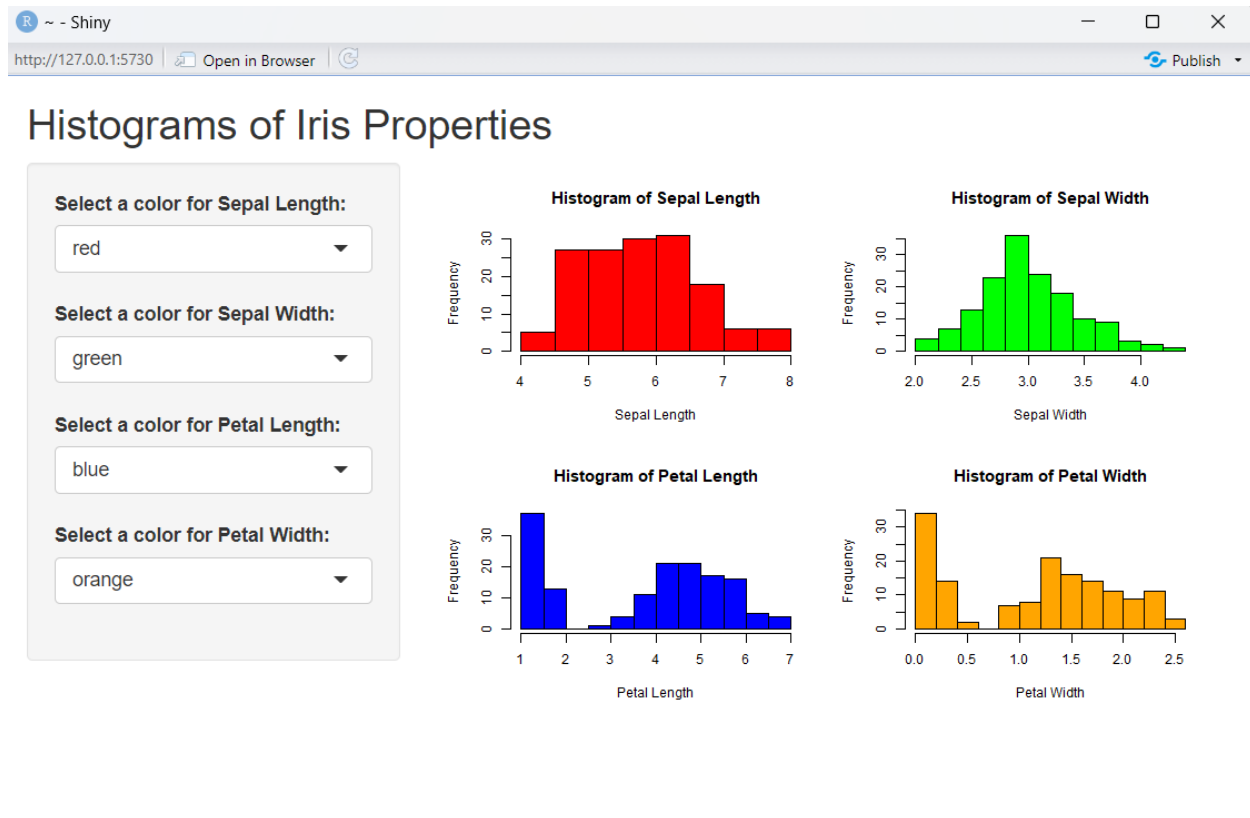 R ~ - Shiny
http://127.0.0.1:5730 Open in Browser Publish
Histograms of Iris Properties
Select a color for Sepal Length:
red
Select a color for Sepal Width:
green
Select a color for Petal Length:
blue
Select a color for Petal Width:
orange
Histogram of Sepal Length
Frequency
30
20
10
0
4 5 6 7 8
Sepal Length
Histogram of Sepal Width
Frequency
30
20
10
0
2.0 2.5 3.0 3.5 4.0
Sepal Width
Histogram of Petal Length
Frequency
30
20
10
0
1 2 3 4 5 6 7
Petal Length
Histogram of Petal Width
Frequency
30
20
10
0
0.0 0.5 1.0 1.5 2.0 2.5
Petal Width